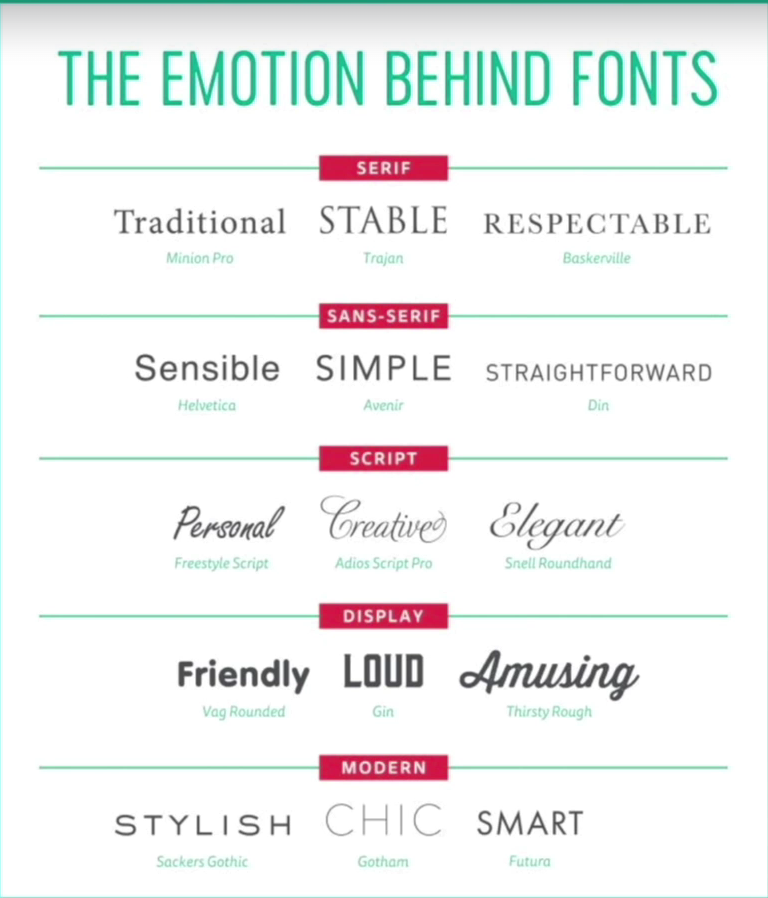 THE EMOTION BEHIND FONTS
SERIF
Traditional STABLE RESPECTABLE
Minion Pro Trajan Baskerville
SANS-SERIF
Sensible SIMPLE STRAIGHTFORWARD
Helvetica Avenir Din
SCRIPT
Personal Creative Elegant
Freestyle Script Adios Script Pro Snell Roundhand
DISPLAY
Friendly LOUD Amusing
Vag Rounded Gin Thirsty Rough
MODERN
STYLISH CHIC SMART
Sackers Gothic Gotham Futura